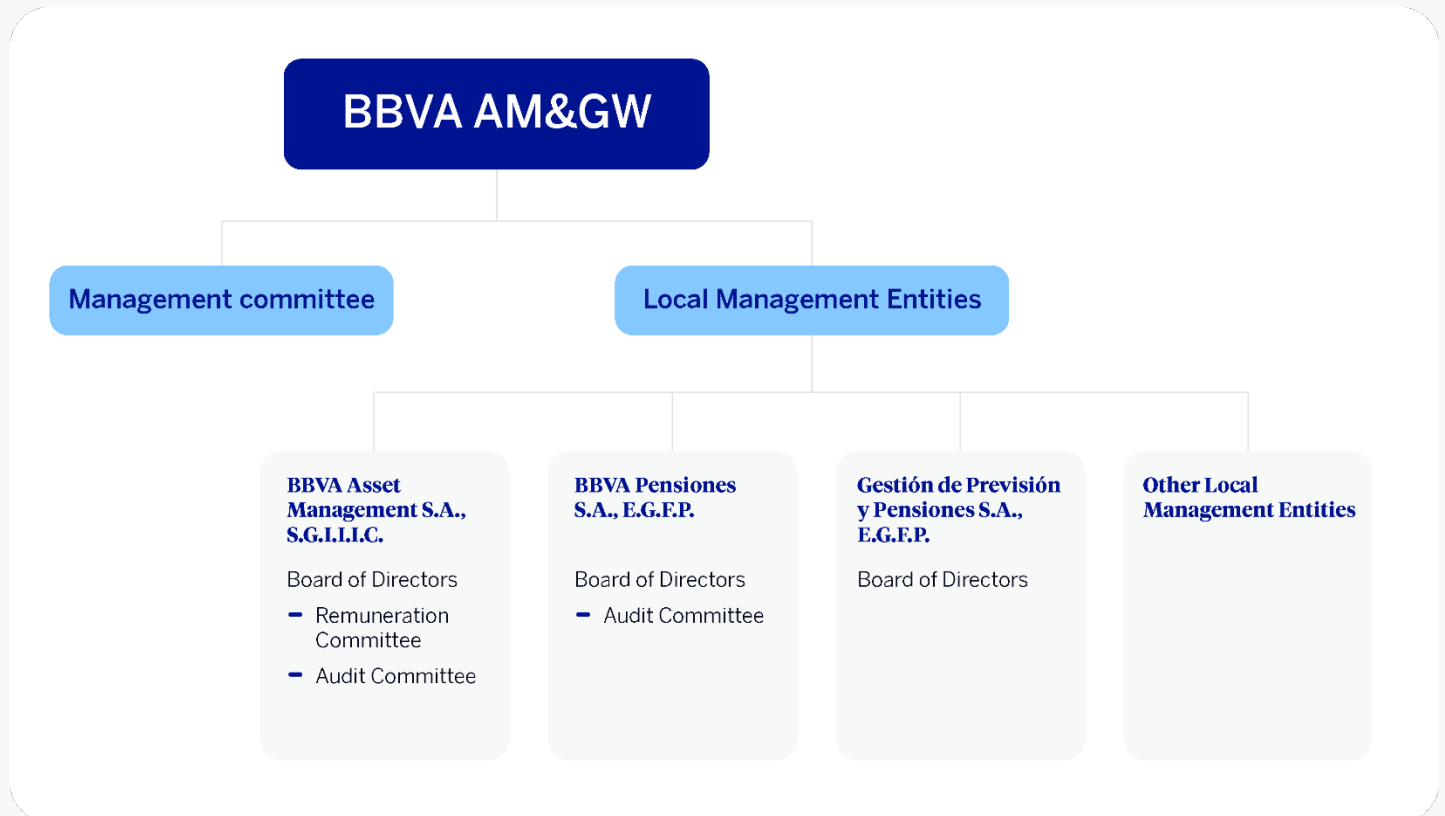 BBVA AM&GW
Management committee
Local Management Entities
BBVA Asset
Management S.A.,
S.G.I.I.I.C.
Board of Directors
– Remuneration
Committee
– Audit Committee
BBVA Pensiones
S.A., E.G.F.P.
Board of Directors
– Audit Committee
Gestión de Previsión
y Pensiones S.A.,
E.G.F.P.
Board of Directors
Other Local
Management Entities